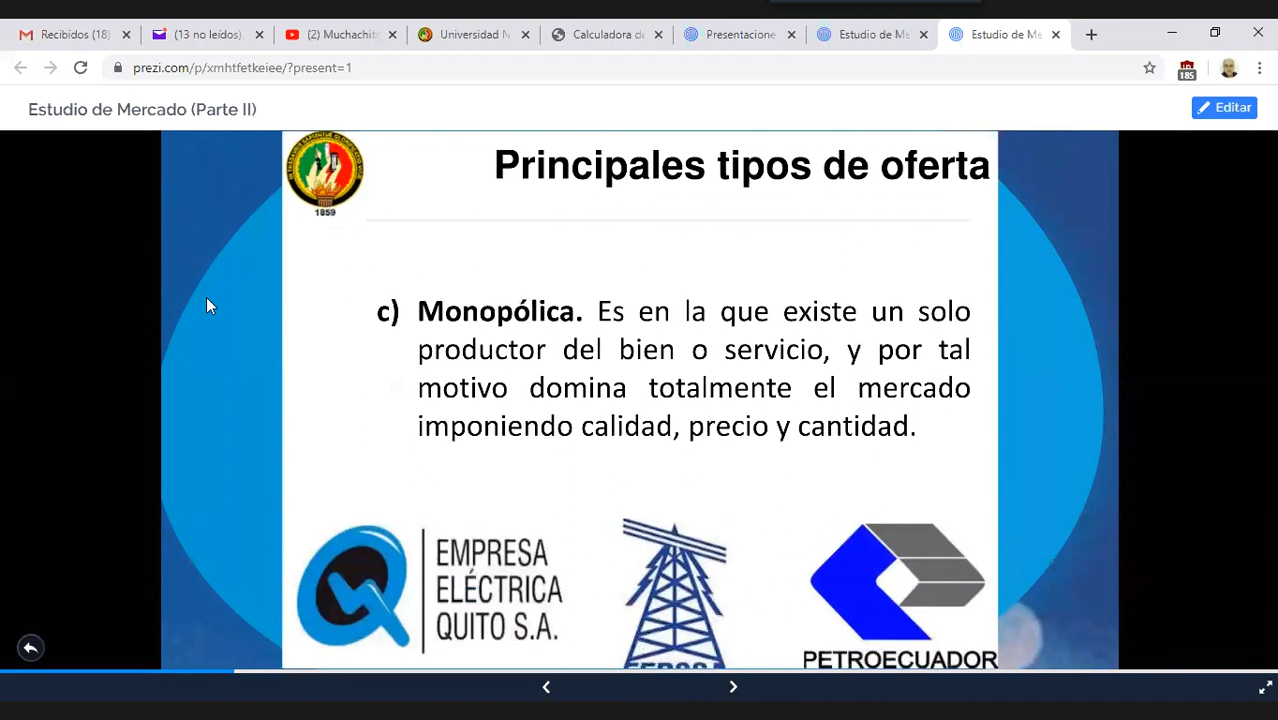 Recibidos (18)
(13 no leídos)
(2) Muchachit
Universidad N
Calculadora d
Presentacione
Estudio de Me
Estudio de Me
prezi.com/p/xmhtfetkeiee/?present=1
185
Estudio de Mercado (Parte II)
Editar
1859
Principales tipos de oferta
c) Monopólica. Es en la que existe un solo
productor del bien o servicio, y por tal
motivo domina totalmente el mercado
imponiendo calidad, precio y cantidad.
EMPRESA
ELÉCTRICA
QUITO S.A.
PETROECUADOR